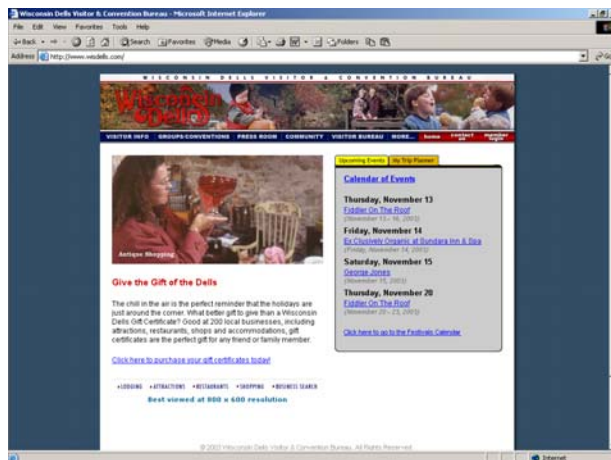 Wisconsin Dells Visitor & Convention Bureau - Microsoft Internet Explorer
File Edit View Favorites Tools Help
Back Search Favorites Media Folders
Address http://www.wisdells.com/ Go
WISCONSIN DELLS VISITOR & CONVENTION BUREAU
Wisconsin
Dells
VISITOR INFO GROUPS/CONVENTIONS PRESS ROOM COMMUNITY VISITOR BUREAU MORE... home contact us member login
Upcoming Events My Trip Planner
Calendar of Events
Thursday, November 13
Fiddler On The Roof
(November 13 - 16, 2003)
Friday, November 14
Ex Clusively Organic at Sundara Inn & Spa
(Friday, November 14, 2003)
Saturday, November 15
George Jones
(November 15, 2003)
Thursday, November 20
Fiddler On The Roof
(November 20 - 23, 2003)
Click here to go to the Festivals Calendar
Antique Shopping
Give the Gift of the Dells
The chill in the air is the perfect reminder that the holidays are
just around the corner. What better gift to give than a Wisconsin
Dells Gift Certificate? Good at 200 local businesses, including
attractions, restaurants, shops and accommodations, gift
certificates are the perfect gift for any friend or family member.
Click here to purchase your gift certificates today!
LODGING ATTRACTIONS RESTAURANTS SHOPPING BUSINESS SEARCH
Best viewed at 800 x 600 resolution
© 2003 Wisconsin Dells Visitor & Convention Bureau, All Rights Reserved
Internet